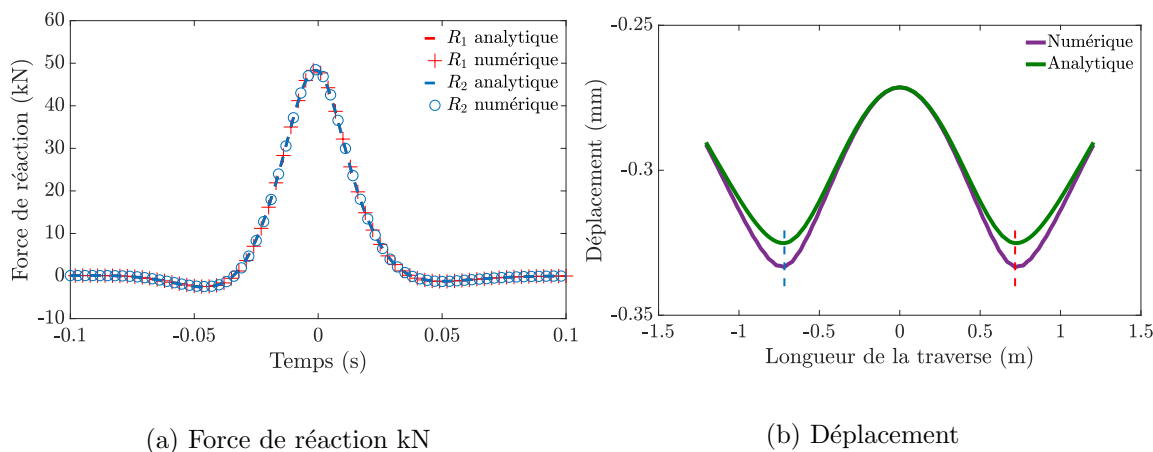 60
50
40
30
20
10
0
-10
Force de réaction (kN)
R₁ analytique
R₁ numérique
R₂ analytique
R₂ numérique
-0.1
-0.05
0
0.05
0.1
Temps (s)
(a) Force de réaction kN
-0.25
-0.3
-0.35
Déplacement (mm)
Numérique
Analytique
-1.5
-1
-0.5
0
0.5
1
1.5
Longueur de la traverse (m)
(b) Déplacement